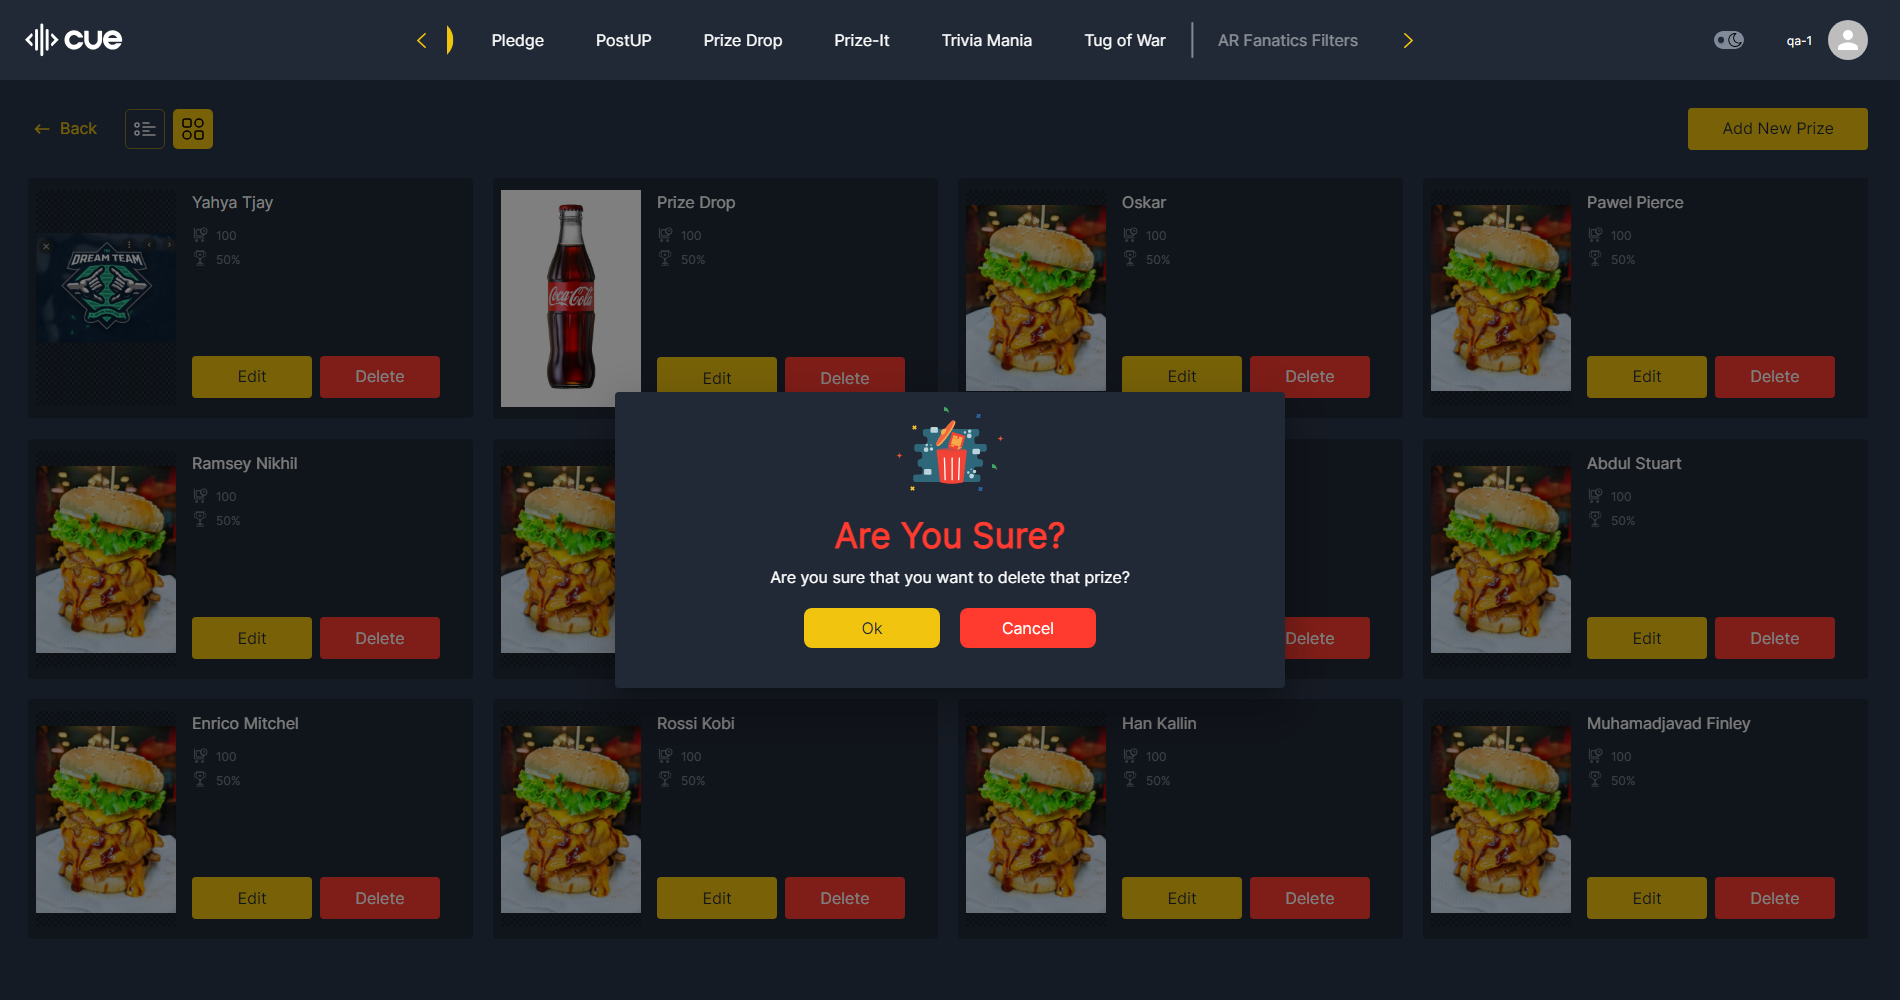 cue
Pledge
PostUP
Prize Drop
Prize-It
Trivia Mania
Tug of War
AR Fanatics Filters
qa-1
Back
Add New Prize
Yahya Tjay
100
50%
DREAM TEAM
Edit
Delete
Prize Drop
100
50%
Coca-Cola
Edit
Delete
Oskar
100
50%
Edit
Delete
Pawel Pierce
100
50%
Edit
Delete
Are You Sure?
Are you sure that you want to delete that prize?
Ok
Cancel
Ramsey Nikhil
100
50%
Edit
Delete
Delete
Abdul Stuart
100
50%
Edit
Delete
Enrico Mitchel
100
50%
Edit
Delete
Rossi Kobi
100
50%
Edit
Delete
Han Kallin
100
50%
Edit
Delete
Muhamadjavad Finley
100
50%
Edit
Delete